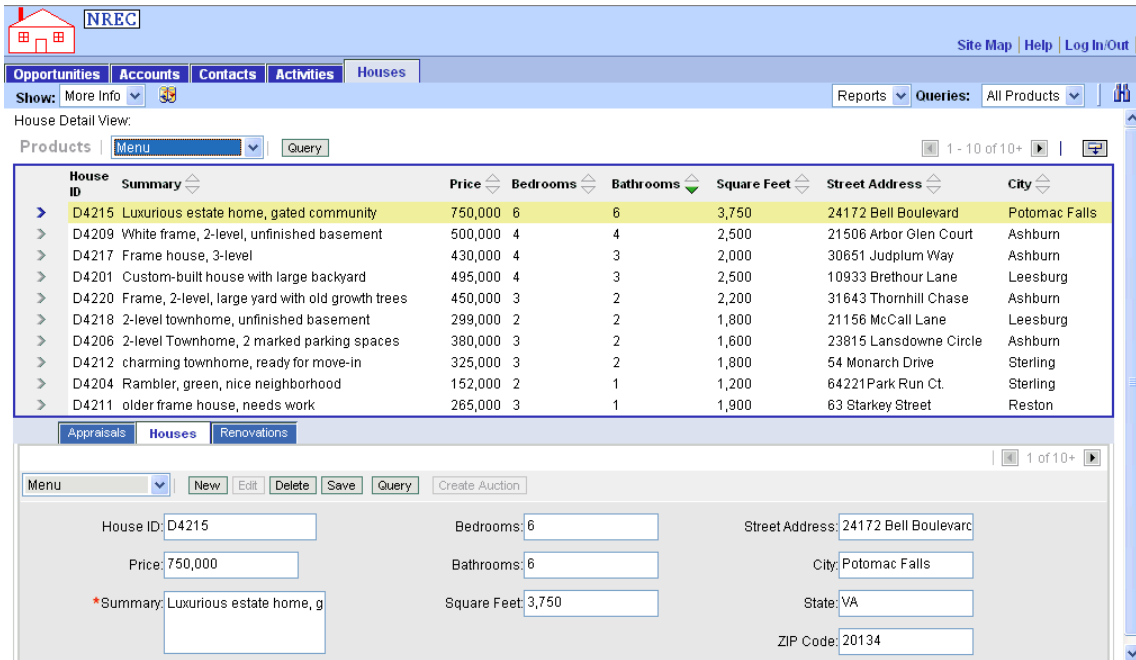 NREC
Site Map | Help | Log In/Out
Opportunities Accounts Contacts Activities Houses
Show: More Info Reports Queries: All Products
House Detail View:
Products | Menu Query 1 - 10 of 10+
House ID Summary Price Bedrooms Bathrooms Square Feet Street Address City
D4215 Luxurious estate home, gated community 750,000 6 6 3,750 24172 Bell Boulevard Potomac Falls
D4209 White frame, 2-level, unfinished basement 500,000 4 4 2,500 21506 Arbor Glen Court Ashburn
D4217 Frame house, 3-level 430,000 4 3 2,000 30651 Judplum Way Ashburn
D4201 Custom-built house with large backyard 495,000 4 3 2,500 10933 Brethour Lane Leesburg
D4220 Frame, 2-level, large yard with old growth trees 450,000 3 2 2,200 31643 Thornhill Chase Ashburn
D4218 2-level townhome, unfinished basement 299,000 2 2 1,800 21156 McCall Lane Leesburg
D4206 2-level Townhome, 2 marked parking spaces 380,000 3 2 1,600 23815 Lansdowne Circle Ashburn
D4212 charming townhome, ready for move-in 325,000 3 2 1,800 54 Monarch Drive Sterling
D4204 Rambler, green, nice neighborhood 152,000 2 1 1,200 64221Park Run Ct. Sterling
D4211 older frame house, needs work 265,000 3 1 1,900 63 Starkey Street Reston
Appraisals Houses Renovations
1 of 10+
Menu New Edit Delete Save Query Create Auction
House ID: D4215 Bedrooms: 6 Street Address: 24172 Bell Boulevard
Price: 750,000 Bathrooms: 6 City: Potomac Falls
*Summary: Luxurious estate home, g Square Feet: 3,750 State: VA
ZIP Code: 20134